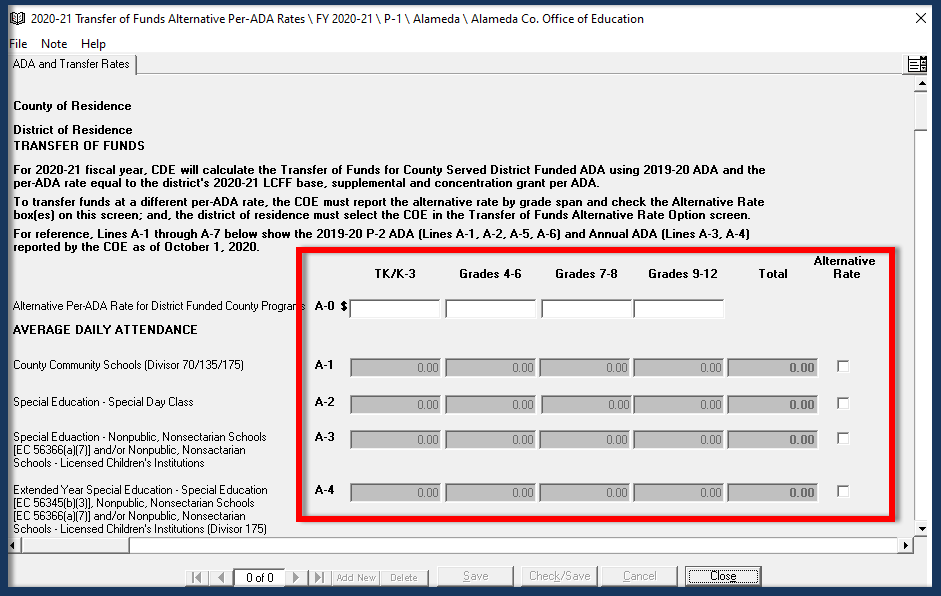 2020-21 Transfer of Funds Alternative Per-ADA Rates \ FY 2020-21 \ P-1 \ Alameda \ Alameda Co. Office of Education
File Note Help
ADA and Transfer Rates
County of Residence
District of Residence
TRANSFER OF FUNDS
For 2020-21 fiscal year, CDE will calculate the Transfer of Funds for County Served District Funded ADA using 2019-20 ADA and the
per-ADA rate equal to the district's 2020-21 LCFF base, supplemental and concentration grant per ADA.
To transfer funds at a different per-ADA rate, the COE must report the alternative rate by grade span and check the Alternative Rate
box(es) on this screen; and, the district of residence must select the COE in the Transfer of Funds Alternative Rate Option screen.
For reference, Lines A-1 through A-7 below show the 2019-20 P-2 ADA (Lines A-1, A-2, A-5, A-6) and Annual ADA (Lines A-3, A-4)
reported by the COE as of October 1, 2020.
TK/K-3 Grades 4-6 Grades 7-8 Grades 9-12 Total Alternative
Rate
Alternative Per-ADA Rate for District Funded County Programs A-0 $
AVERAGE DAILY ATTENDANCE
County Community Schools (Divisor 70/135/175) A-1 0.00 0.00 0.00 0.00 0.00
Special Education - Special Day Class A-2 0.00 0.00 0.00 0.00 0.00
Special Eduaction - Nonpublic, Nonsectarian Schools A-3 0.00 0.00 0.00 0.00 0.00
[EC 56366(a)(7)] and/or Nonpublic, Nonsactarian
Schools - Licensed Children's Institutions
Extended Year Special Education - Special Education A-4 0.00 0.00 0.00 0.00 0.00
[EC 56345(b)(3)], Nonpublic, Nonsectarian Schools
[EC 56366(a)(7)] and/or Nonpublic, Nonsectarian
Schools - Licensed Children's Institutions (Divisor 175)
0 of 0 Add New Delete Save Check/Save Cancel Close